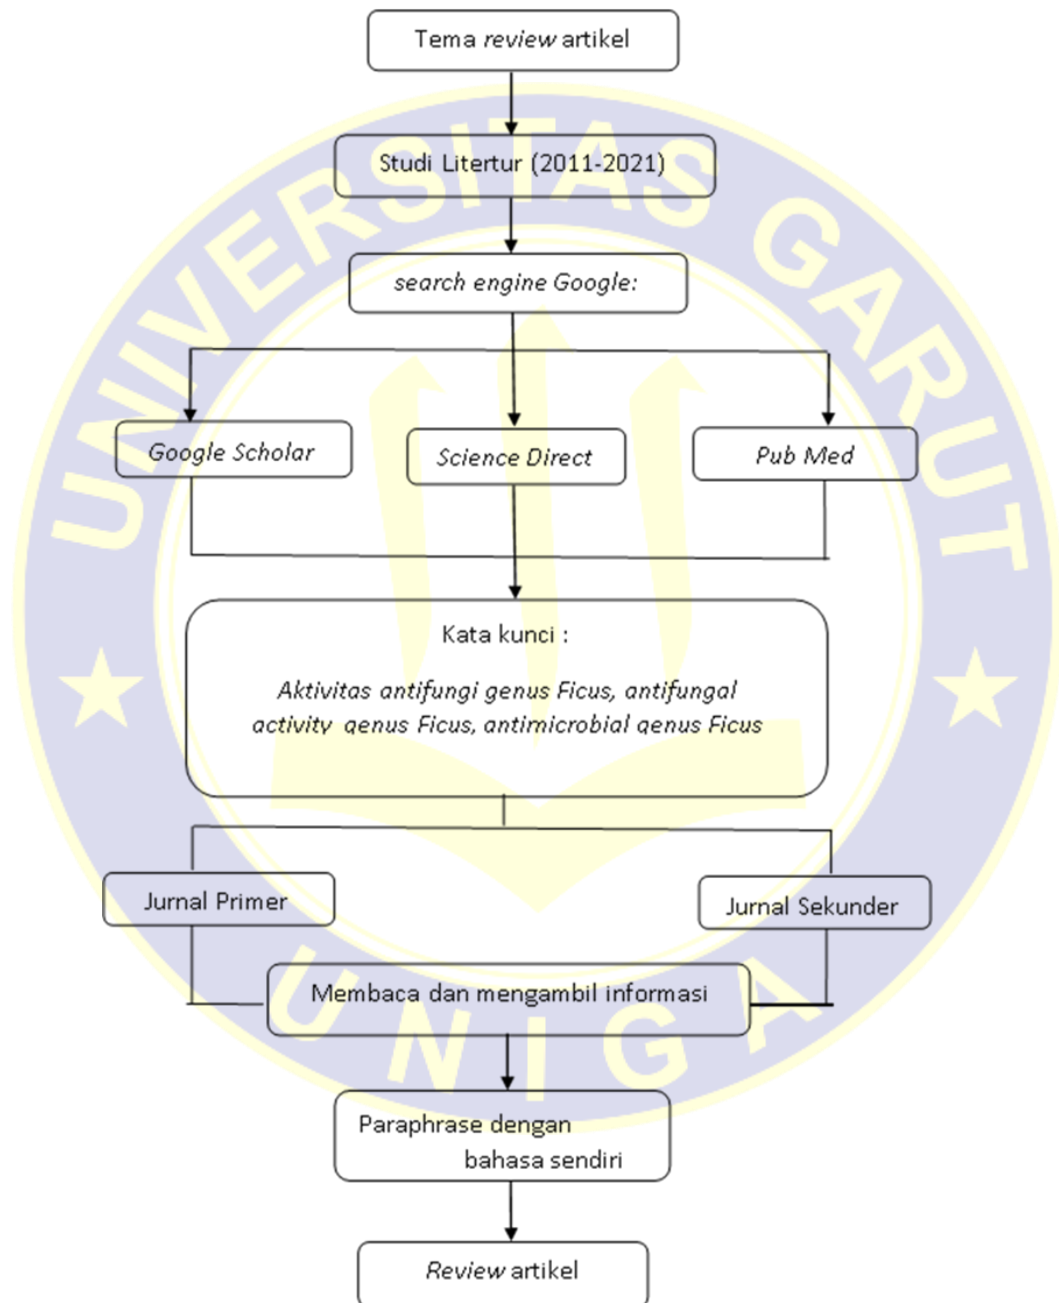 Tema review artikel
Studi Litertur (2011-2021)
search engine Google:
Google Scholar
Science Direct
Pub Med
Kata kunci :
Aktivitas antifungi genus Ficus, antifungal
activity genus Ficus, antimicrobial genus Ficus
Jurnal Primer
Jurnal Sekunder
Membaca dan mengambil informasi
Paraphrase dengan
bahasa sendiri
Review artikel
UNIVERSITAS GARUT
UNIGA